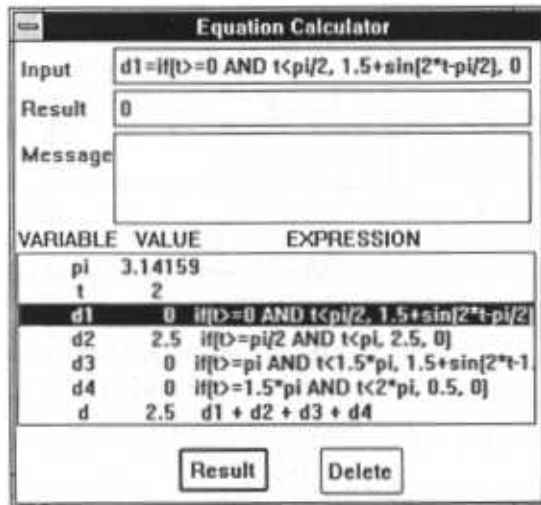 Equation Calculator
Input d1=if(t>=0 AND t<pi/2, 1.5+sin(2*t-pi/2), 0
Result 0
Message
VARIABLE VALUE EXPRESSION
pi 3.14159
t 2
d1 0 if(t>=0 AND t<pi/2, 1.5+sin(2*t-pi/2)
d2 2.5 if(t>=pi/2 AND t<pi, 2.5, 0)
d3 0 if(t>=pi AND t<1.5*pi, 1.5+sin(2*t-1.
d4 0 if(t>=1.5*pi AND t<2*pi, 0.5, 0)
d 2.5 d1 + d2 + d3 + d4
Result Delete